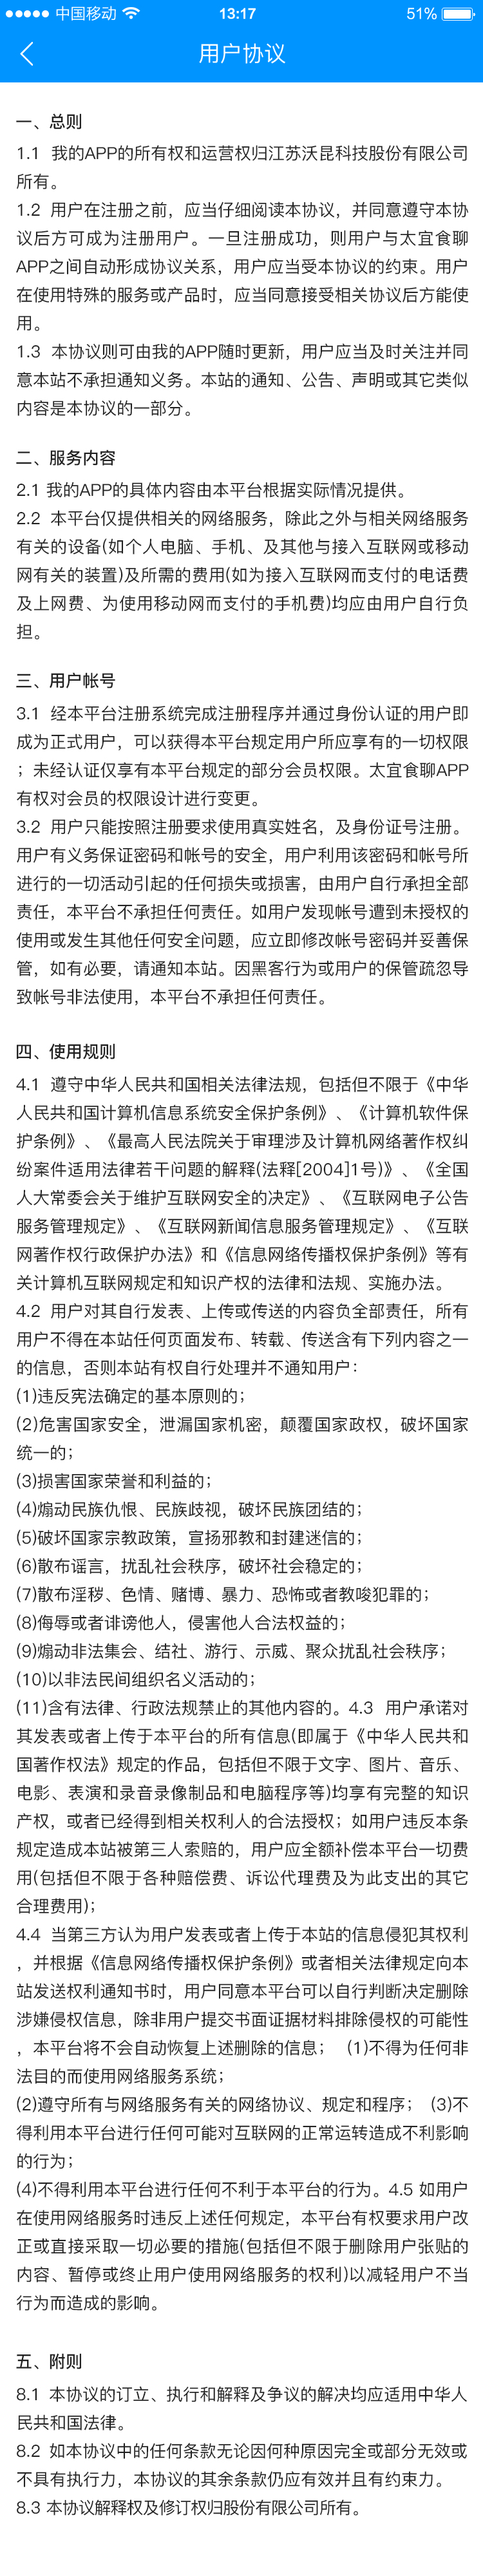 中国移动 13:17 51%
用户协议
一、总则
1.1 我的APP的所有权和运营权归江苏沃昆科技股份有限公司
所有。
1.2 用户在注册之前，应当仔细阅读本协议，并同意遵守本协
议后方可成为注册用户。一旦注册成功，则用户与太宜食聊
APP之间自动形成协议关系，用户应当受本协议的约束。用户
在使用特殊的服务或产品时，应当同意接受相关协议后方能使
用。
1.3 本协议则可由我的APP随时更新，用户应当及时关注并同
意本站不承担通知义务。本站的通知、公告、声明或其它类似
内容是本协议的一部分。
二、服务内容
2.1 我的APP的具体内容由本平台根据实际情况提供。
2.2 本平台仅提供相关的网络服务，除此之外与相关网络服务
有关的设备(如个人电脑、手机、及其他与接入互联网或移动
网有关的装置)及所需的费用(如为接入互联网而支付的电话费
及上网费、为使用移动网而支付的手机费)均应由用户自行负
担。
三、用户帐号
3.1 经本平台注册系统完成注册程序并通过身份认证的用户即
成为正式用户，可以获得本平台规定用户所应享有的一切权限
；未经认证仅享有本平台规定的部分会员权限。太宜食聊APP
有权对会员的权限设计进行变更。
3.2 用户只能按照注册要求使用真实姓名，及身份证号注册。
用户有义务保证密码和帐号的安全，用户利用该密码和帐号所
进行的一切活动引起的任何损失或损害，由用户自行承担全部
责任，本平台不承担任何责任。如用户发现帐号遭到未授权的
使用或发生其他任何安全问题，应立即修改帐号密码并妥善保
管，如有必要，请通知本站。因黑客行为或用户的保管疏忽导
致帐号非法使用，本平台不承担任何责任。
四、使用规则
4.1 遵守中华人民共和国相关法律法规，包括但不限于《中华
人民共和国计算机信息系统安全保护条例》、《计算机软件保
护条例》、《最高人民法院关于审理涉及计算机网络著作权纠
纷案件适用法律若干问题的解释(法释[2004]1号)》、《全国
人大常委会关于维护互联网安全的决定》、《互联网电子公告
服务管理规定》、《互联网新闻信息服务管理规定》、《互联
网著作权行政保护办法》和《信息网络传播权保护条例》等有
关计算机互联网规定和知识产权的法律和法规、实施办法。
4.2 用户对其自行发表、上传或传送的内容负全部责任，所有
用户不得在本站任何页面发布、转载、传送含有下列内容之一
的信息，否则本站有权自行处理并不通知用户：
(1)违反宪法确定的基本原则的；
(2)危害国家安全，泄漏国家机密，颠覆国家政权，破坏国家
统一的；
(3)损害国家荣誉和利益的；
(4)煽动民族仇恨、民族歧视，破坏民族团结的；
(5)破坏国家宗教政策，宣扬邪教和封建迷信的；
(6)散布谣言，扰乱社会秩序，破坏社会稳定的；
(7)散布淫秽、色情、赌博、暴力、恐怖或者教唆犯罪的；
(8)侮辱或者诽谤他人，侵害他人合法权益的；
(9)煽动非法集会、结社、游行、示威、聚众扰乱社会秩序；
(10)以非法民间组织名义活动的；
(11)含有法律、行政法规禁止的其他内容的。4.3 用户承诺对
其发表或者上传于本平台的所有信息(即属于《中华人民共和
国著作权法》规定的作品，包括但不限于文字、图片、音乐、
电影、表演和录音录像制品和电脑程序等)均享有完整的知识
产权，或者已经得到相关权利人的合法授权；如用户违反本条
规定造成本站被第三人索赔的，用户应全额补偿本平台一切费
用(包括但不限于各种赔偿费、诉讼代理费及为此支出的其它
合理费用)；
4.4 当第三方认为用户发表或者上传于本站的信息侵犯其权利
，并根据《信息网络传播权保护条例》或者相关法律规定向本
站发送权利通知书时，用户同意本平台可以自行判断决定删除
涉嫌侵权信息，除非用户提交书面证据材料排除侵权的可能性
，本平台将不会自动恢复上述删除的信息； (1)不得为任何非
法目的而使用网络服务系统；
(2)遵守所有与网络服务有关的网络协议、规定和程序； (3)不
得利用本平台进行任何可能对互联网的正常运转造成不利影响
的行为；
(4)不得利用本平台进行任何不利于本平台的行为。4.5 如用户
在使用网络服务时违反上述任何规定，本平台有权要求用户改
正或直接采取一切必要的措施(包括但不限于删除用户张贴的
内容、暂停或终止用户使用网络服务的权利)以减轻用户不当
行为而造成的影响。
五、附则
8.1 本协议的订立、执行和解释及争议的解决均应适用中华人
民共和国法律。
8.2 如本协议中的任何条款无论因何种原因完全或部分无效或
不具有执行力，本协议的其余条款仍应有效并且有约束力。
8.3 本协议解释权及修订权归股份有限公司所有。